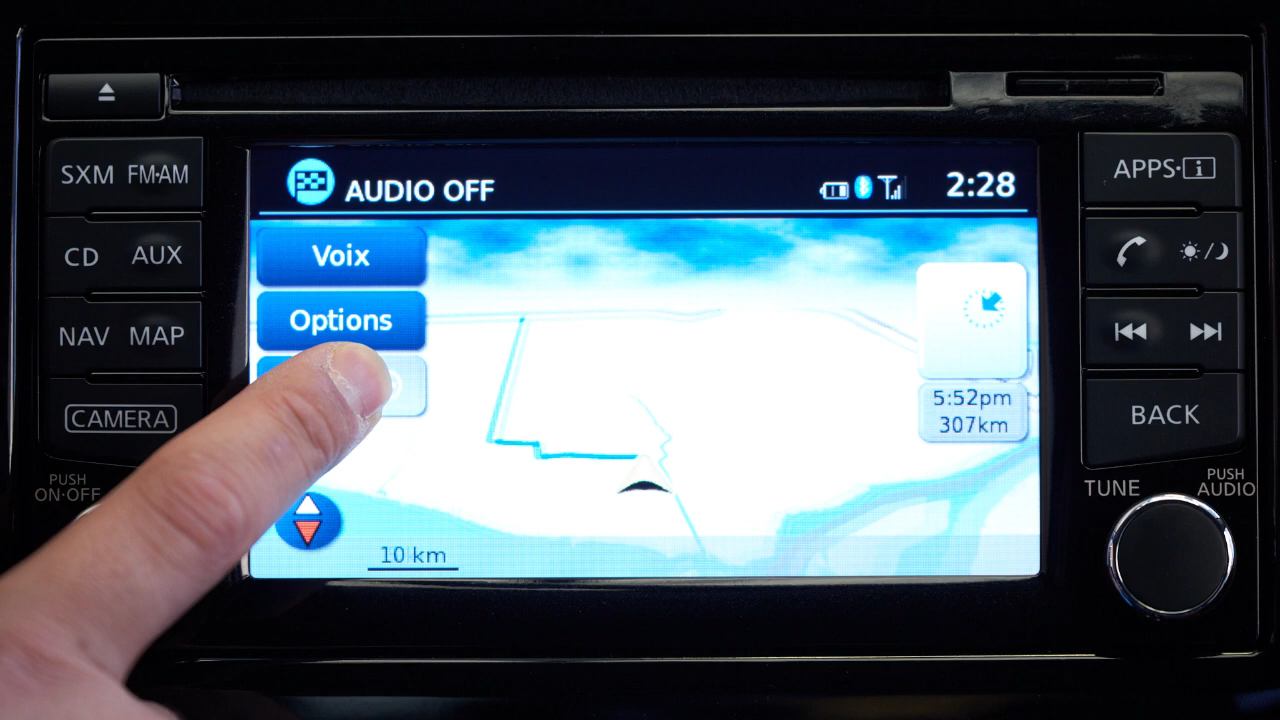 SXM FM·AM
CD AUX
NAV MAP
CAMERA
PUSH
ON·OFF
AUDIO OFF
2:28
Voix
Options
5:52pm
307km
10 km
APPS·i
BACK
TUNE
PUSH
AUDIO